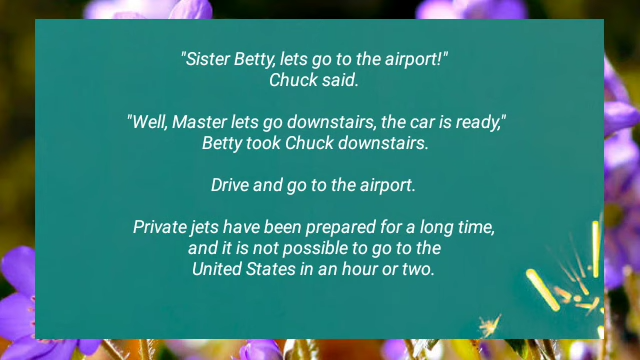 "Sister Betty, lets go to the airport!"
Chuck said.
"Well, Master lets go downstairs, the car is ready,"
Betty took Chuck downstairs.
Drive and go to the airport.
Private jets have been prepared for a long time,
and it is not possible to go to the
United States in an hour or two.